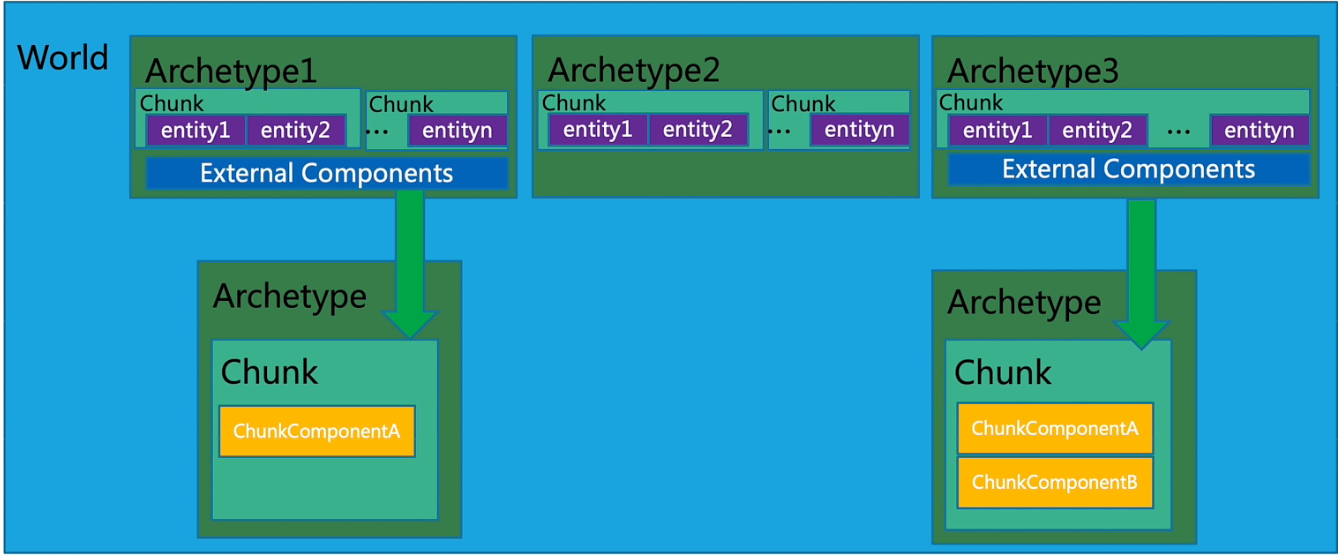 World
Archetype1
Chunk
entity1 entity2
Chunk
... entityn
External Components
Archetype2
Chunk
entity1 entity2
Chunk
... entityn
Archetype3
Chunk
entity1 entity2 ... entityn
External Components
Archetype
Chunk
ChunkComponentA
Archetype
Chunk
ChunkComponentA
ChunkComponentB